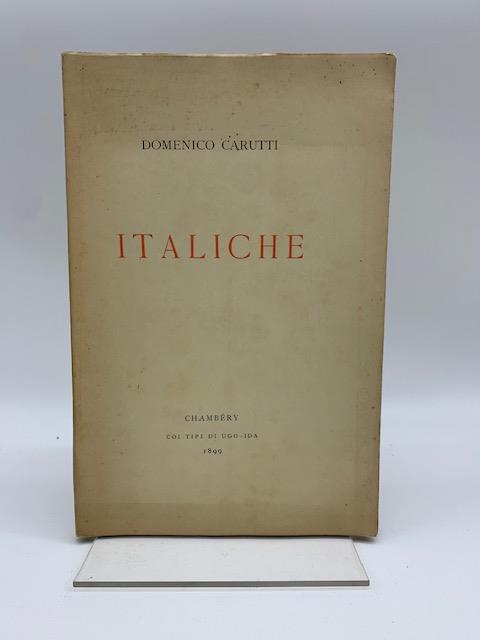 DOMENICO CARUTTI
ITALICHE
CHAMBÉRY
COI TIPI DI UGO-IDA
1899